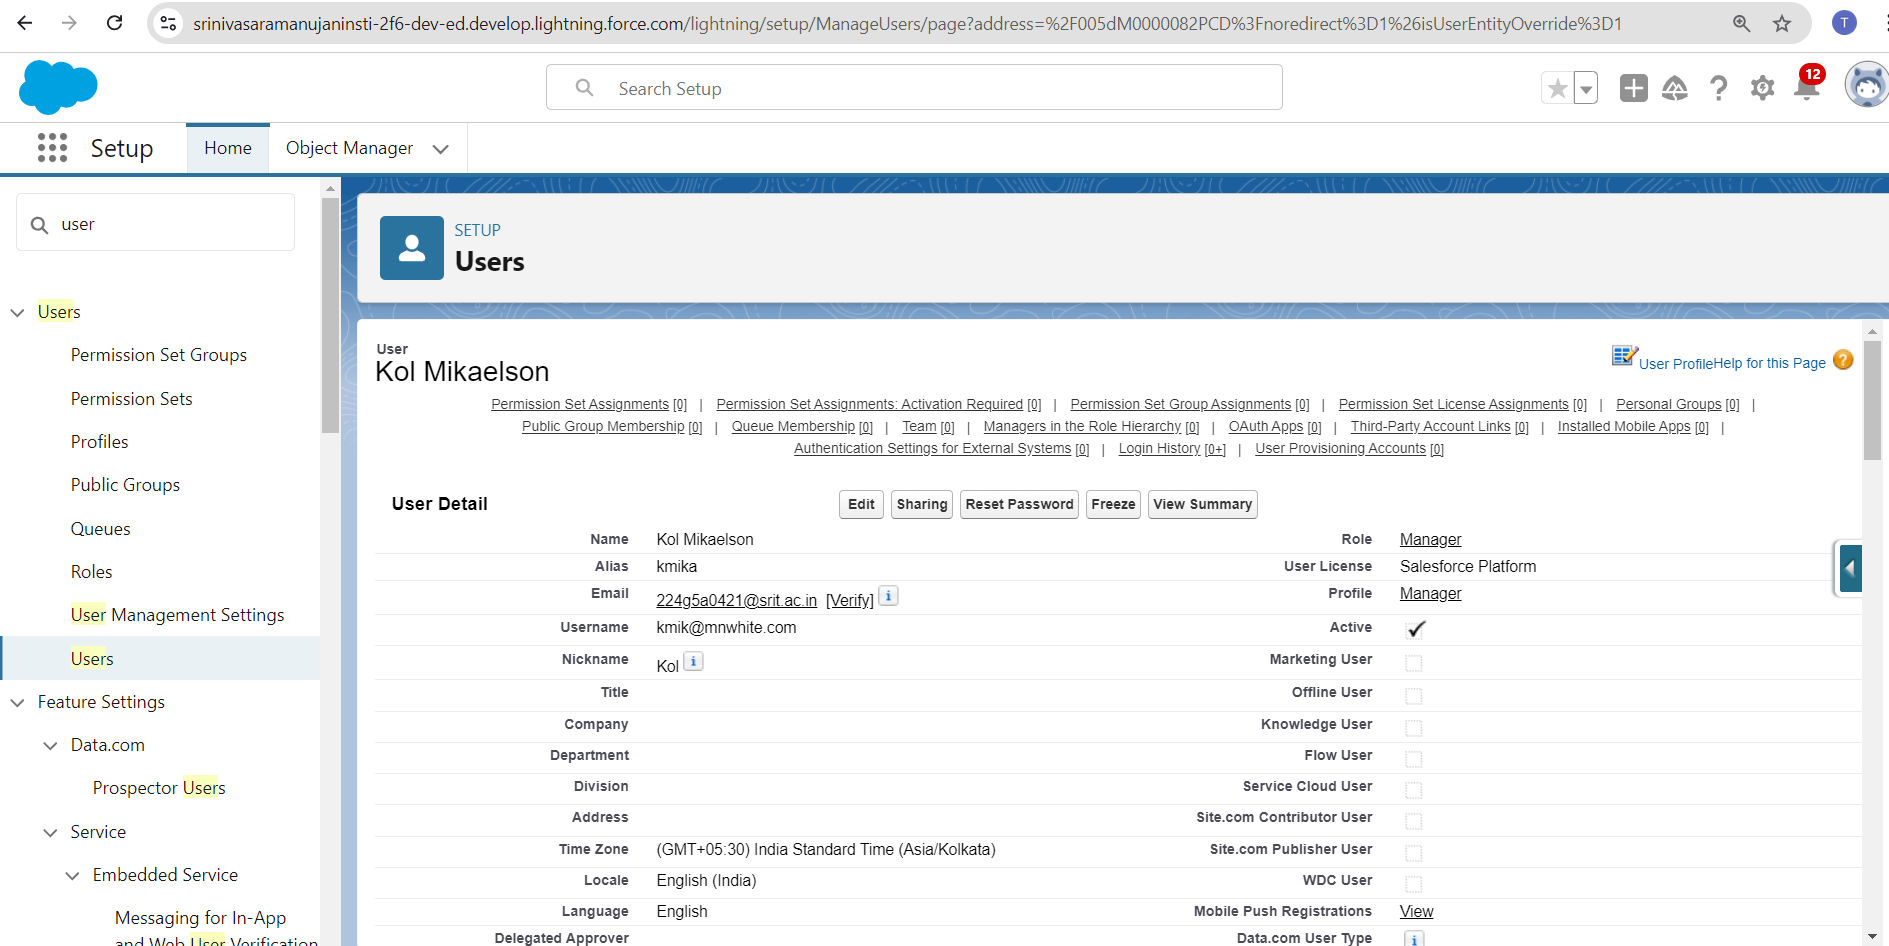 srinivasaramanujaninsti-2f6-dev-ed.develop.lightning.force.com/lightning/setup/ManageUsers/page?address=%2F005dM0000082PCD%3Fnoredirect%3D1%26isUserEntityOverride%3D1
T
Search Setup
12
Setup
Home
Object Manager
user
Users
Permission Set Groups
Permission Sets
Profiles
Public Groups
Queues
Roles
User Management Settings
Users
Feature Settings
Data.com
Prospector Users
Service
Embedded Service
Messaging for In-App
and Web User Verification
SETUP
Users
User
Kol Mikaelson
User Profile Help for this Page ?
Permission Set Assignments [0] | Permission Set Assignments: Activation Required [0] | Permission Set Group Assignments [0] | Permission Set License Assignments [0] | Personal Groups [0] |
Public Group Membership [0] | Queue Membership [0] | Team [0] | Managers in the Role Hierarchy [0] | OAuth Apps [0] | Third-Party Account Links [0] | Installed Mobile Apps [0] |
Authentication Settings for External Systems [0] | Login History [0+] | User Provisioning Accounts [0]
User Detail
Edit Sharing Reset Password Freeze View Summary
Name Kol Mikaelson Role Manager
Alias kmika User License Salesforce Platform
Email 224g5a0421@srit.ac.in [Verify] i Profile Manager
Username kmik@mnwhite.com Active
Nickname Kol i Marketing User
Title Offline User
Company Knowledge User
Department Flow User
Division Service Cloud User
Address Site.com Contributor User
Time Zone (GMT+05:30) India Standard Time (Asia/Kolkata) Site.com Publisher User
Locale English (India) WDC User
Language English Mobile Push Registrations View
Delegated Approver Data.com User Type i